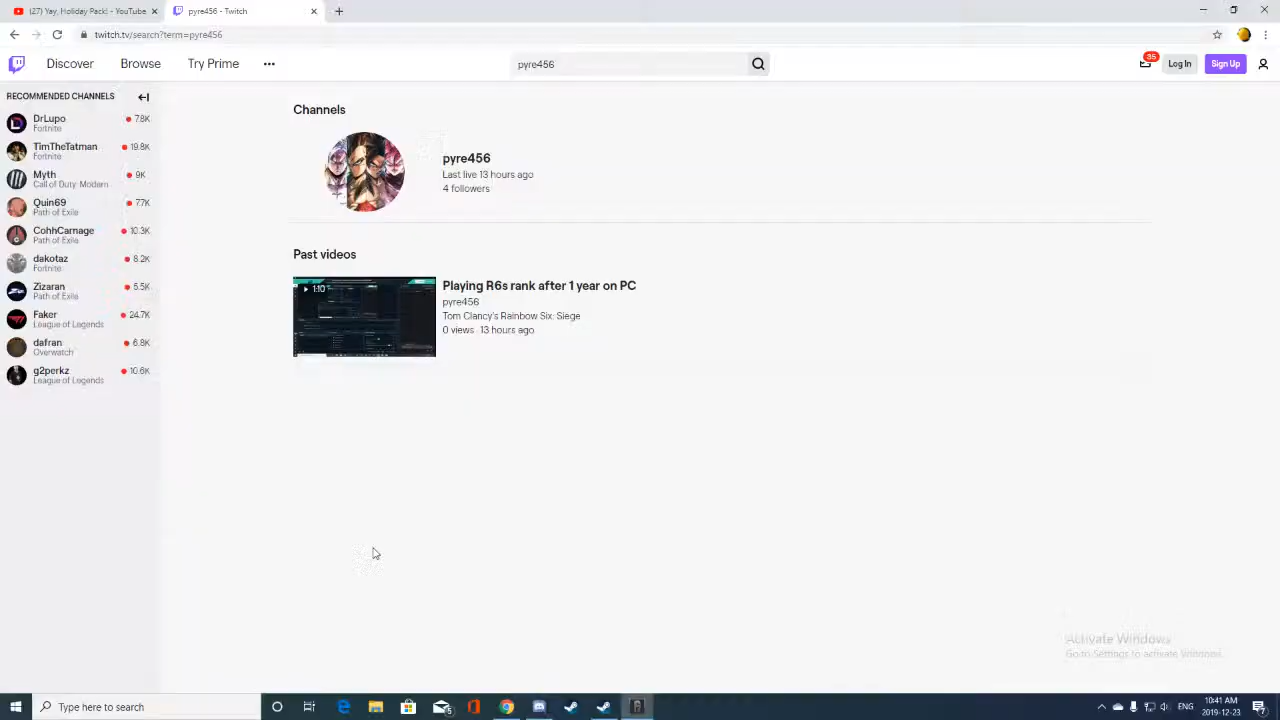 (27) Yay, Holiday Pack! - YouTube
pyre456 - Twitch
twitch.tv/search?term=pyre456
Discover
Browse
Try Prime
pyre456
35
Log In
Sign Up
RECOMMENDED CHANNELS
DrLupo 7.8K
Fortnite
TimTheTatman 19.8K
Fortnite
Myth 9K
Call of Duty: Modern
Quin69 7.7K
Path of Exile
CohhCarnage 10.3K
Path of Exile
dakotaz 8.2K
Fortnite
Zizaran 5.5K
Path of Exile
Faker 24.7K
League of Legends
dafran 6.8K
Overwatch
g2perkz 10.6K
League of Legends
Channels
pyre456
Last live 13 hours ago
4 followers
Past videos
1:10
Playing R6s rank after 1 year on PC
pyre456
Tom Clancy's Rainbow Six: Siege
0 views 13 hours ago
Activate Windows
Go to Settings to activate Windows.
Type here to search
ENG
10:41 AM
2019-12-23